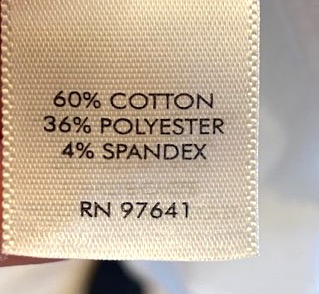 60% COTTON
36% POLYESTER
4% SPANDEX
RN 97641